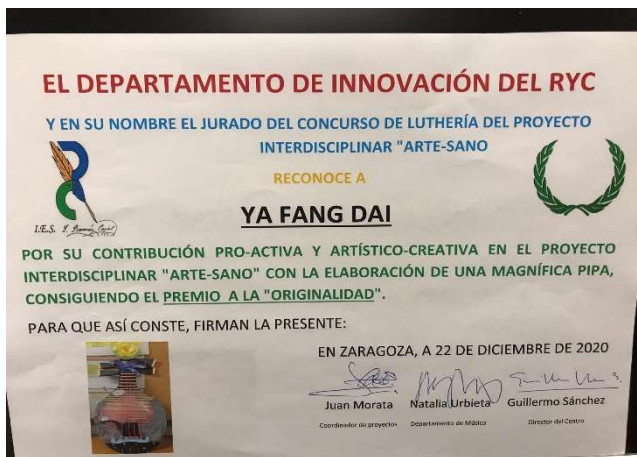 EL DEPARTAMENTO DE INNOVACIÓN DEL RYC
Y EN SU NOMBRE EL JURADO DEL CONCURSO DE LUTHERÍA DEL PROYECTO
INTERDISCIPLINAR "ARTE-SANO
RECONOCE A
YA FANG DAI
I.E.S.
POR SU CONTRIBUCIÓN PRO-ACTIVA Y ARTÍSTICO-CREATIVA EN EL PROYECTO
INTERDISCIPLINAR "ARTE-SANO" CON LA ELABORACIÓN DE UNA MAGNÍFICA PIPA,
CONSIGUIENDO EL PREMIO A LA "ORIGINALIDAD".
PARA QUE ASÍ CONSTE, FIRMAN LA PRESENTE:
EN ZARAGOZA, A 22 DE DICIEMBRE DE 2020
Juan Morata Natalia Urbieta Guillermo Sánchez
Coordinador de proyectos Departamento de Música Director del Centro